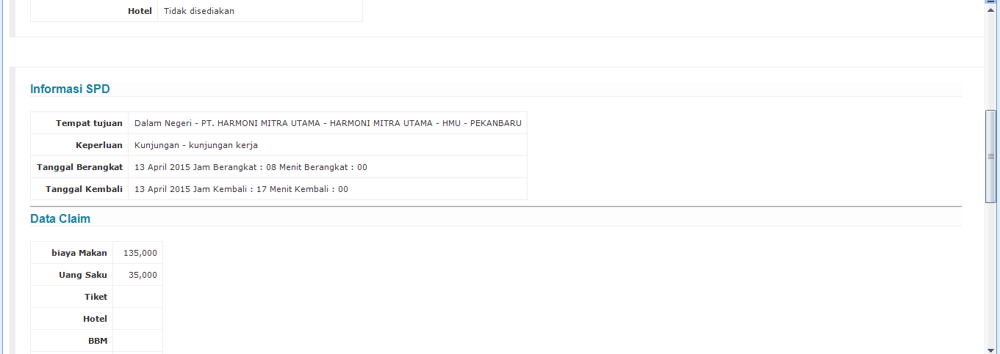 Hotel Tidak disediakan
Informasi SPD
Tempat tujuan Dalam Negeri - PT. HARMONI MITRA UTAMA - HARMONI MITRA UTAMA - HMU - PEKANBARU
Keperluan Kunjungan - kunjungan kerja
Tanggal Berangkat 13 April 2015 Jam Berangkat : 08 Menit Berangkat : 00
Tanggal Kembali 13 April 2015 Jam Kembali : 17 Menit Kembali : 00
Data Claim
biaya Makan 135,000
Uang Saku 35,000
Tiket
Hotel
BBM